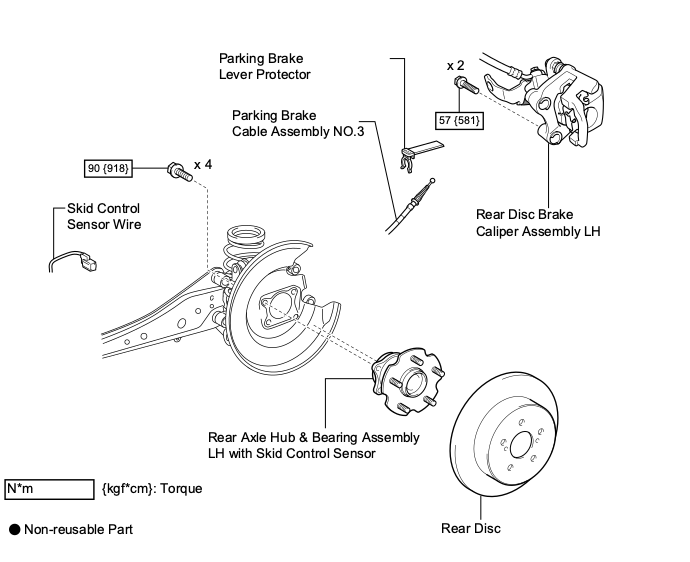 Parking Brake
Lever Protector
x 2
57 {581}
Parking Brake
Cable Assembly NO.3
90 {918}
x 4
Skid Control
Sensor Wire
Rear Disc Brake
Caliper Assembly LH
Rear Axle Hub & Bearing Assembly
LH with Skid Control Sensor
N*m
{kgf*cm}: Torque
Rear Disc
Non-reusable Part